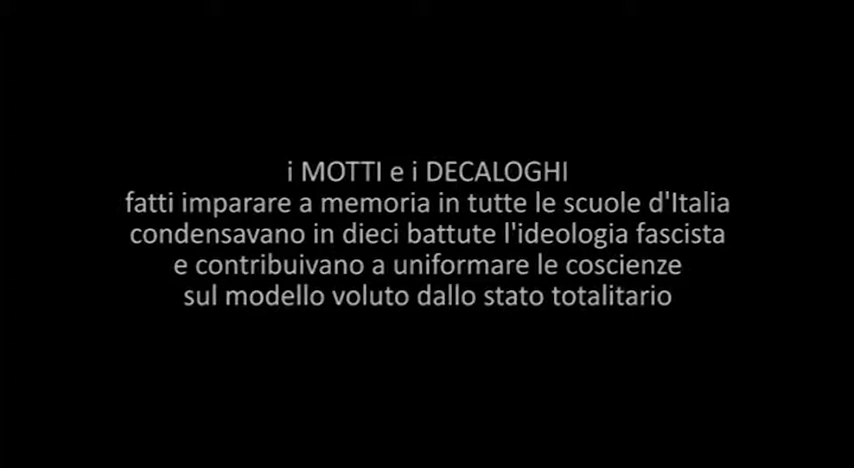 i MOTTI e i DECALOGHI
fatti imparare a memoria in tutte le scuole d'Italia
condensavano in dieci battute l'ideologia fascista
e contribuivano a uniformare le coscienze
sul modello voluto dallo stato totalitario